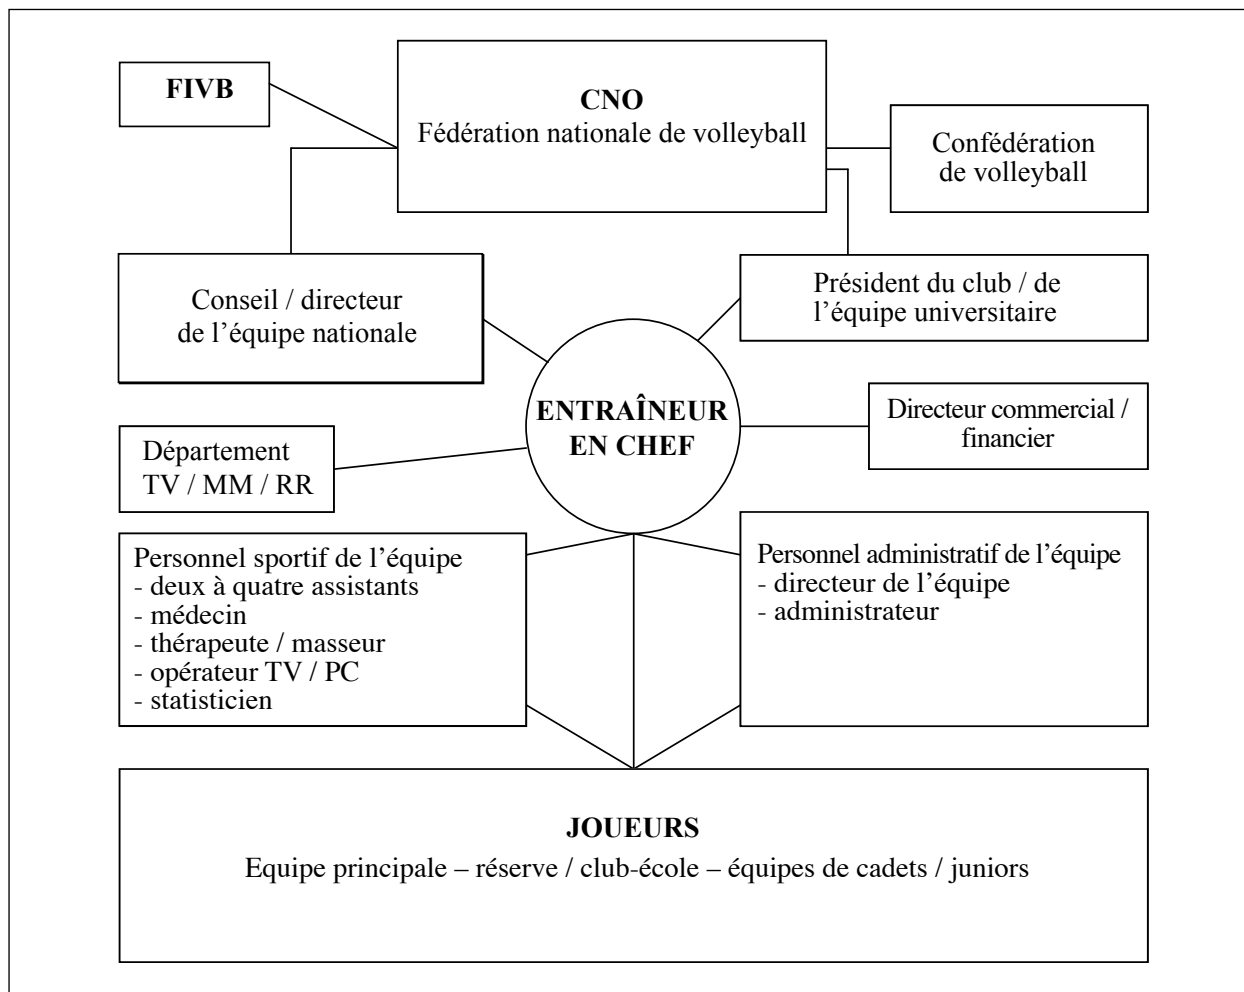 FIVB
CNO
Fédération nationale de volleyball
Confédération
de volleyball
Conseil / directeur
de l’équipe nationale
Président du club / de
l’équipe universitaire
ENTRAÎNEUR
EN CHEF
Directeur commercial /
financier
Département
TV / MM / RR
Personnel sportif de l’équipe
- deux à quatre assistants
- médecin
- thérapeute / masseur
- opérateur TV / PC
- statisticien
Personnel administratif de l’équipe
- directeur de l’équipe
- administrateur
JOUEURS
Equipe principale – réserve / club-école – équipes de cadets / juniors